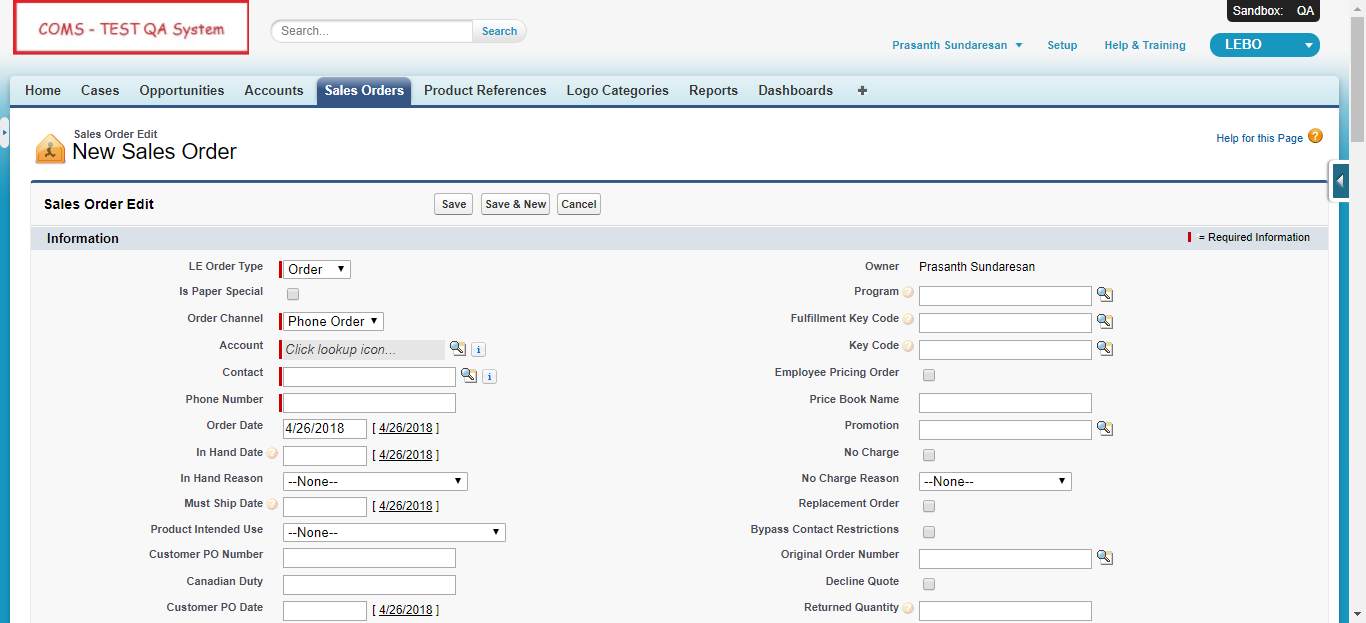 COMS - TEST QA System
Search...
Search
Sandbox: QA
Prasanth Sundaresan
Setup
Help & Training
LEBO
Home
Cases
Opportunities
Accounts
Sales Orders
Product References
Logo Categories
Reports
Dashboards
+
Sales Order Edit
New Sales Order
Help for this Page ?
Sales Order Edit
Save
Save & New
Cancel
Information
= Required Information
LE Order Type
Order
Owner
Prasanth Sundaresan
Is Paper Special
Program ?
Order Channel
Phone Order
Fulfillment Key Code ?
Account
Click lookup icon...
i
Key Code ?
Contact
i
Employee Pricing Order
Phone Number
Price Book Name
Order Date
4/26/2018
[ 4/26/2018 ]
Promotion
In Hand Date ?
[ 4/26/2018 ]
No Charge
In Hand Reason
--None--
No Charge Reason
--None--
Must Ship Date ?
[ 4/26/2018 ]
Replacement Order
Product Intended Use
--None--
Bypass Contact Restrictions
Customer PO Number
Original Order Number
Canadian Duty
Decline Quote
Customer PO Date
[ 4/26/2018 ]
Returned Quantity ?